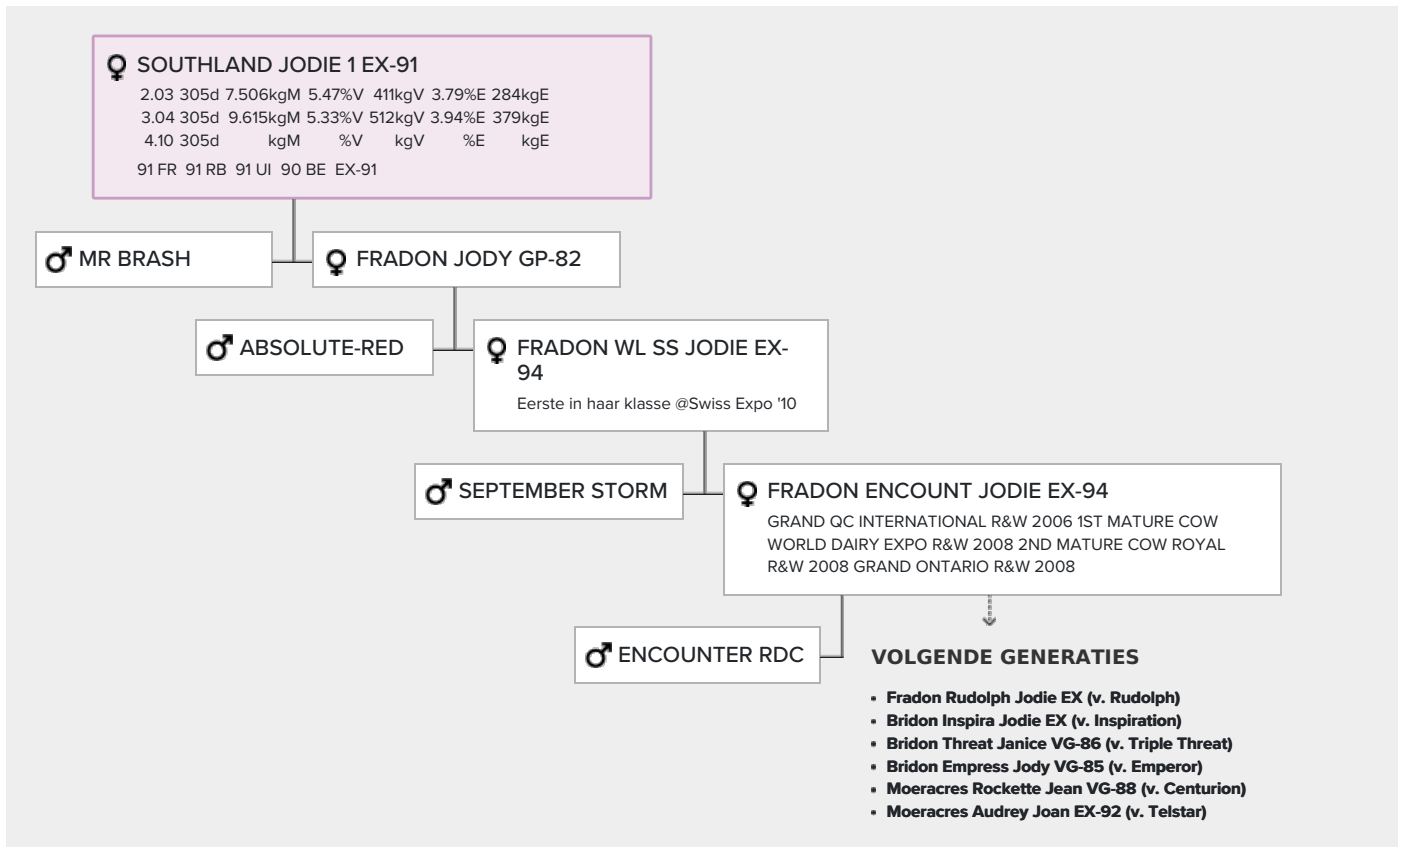 SOUTHLAND JODIE 1 EX-91
2.03 305d 7.506kgM 5.47%V 411kgV 3.79%E 284kgE
3.04 305d 9.615kgM 5.33%V 512kgV 3.94%E 379kgE
4.10 305d kgM %V kgV %E kgE
91 FR 91 RB 91 UI 90 BE EX-91
MR BRASH
FRADON JODY GP-82
ABSOLUTE-RED
FRADON WL SS JODIE EX-
94
Eerste in haar klasse @Swiss Expo '10
SEPTEMBER STORM
FRADON ENCOUNT JODIE EX-94
GRAND QC INTERNATIONAL R&W 2006 1ST MATURE COW
WORLD DAIRY EXPO R&W 2008 2ND MATURE COW ROYAL
R&W 2008 GRAND ONTARIO R&W 2008
ENCOUNTER RDC
VOLGENDE GENERATIES
• Fradon Rudolph Jodie EX (v. Rudolph)
• Bridon Inspira Jodie EX (v. Inspiration)
• Bridon Threat Janice VG-86 (v. Triple Threat)
• Bridon Empress Jody VG-85 (v. Emperor)
• Moeracres Rockette Jean VG-88 (v. Centurion)
• Moeracres Audrey Joan EX-92 (v. Telstar)